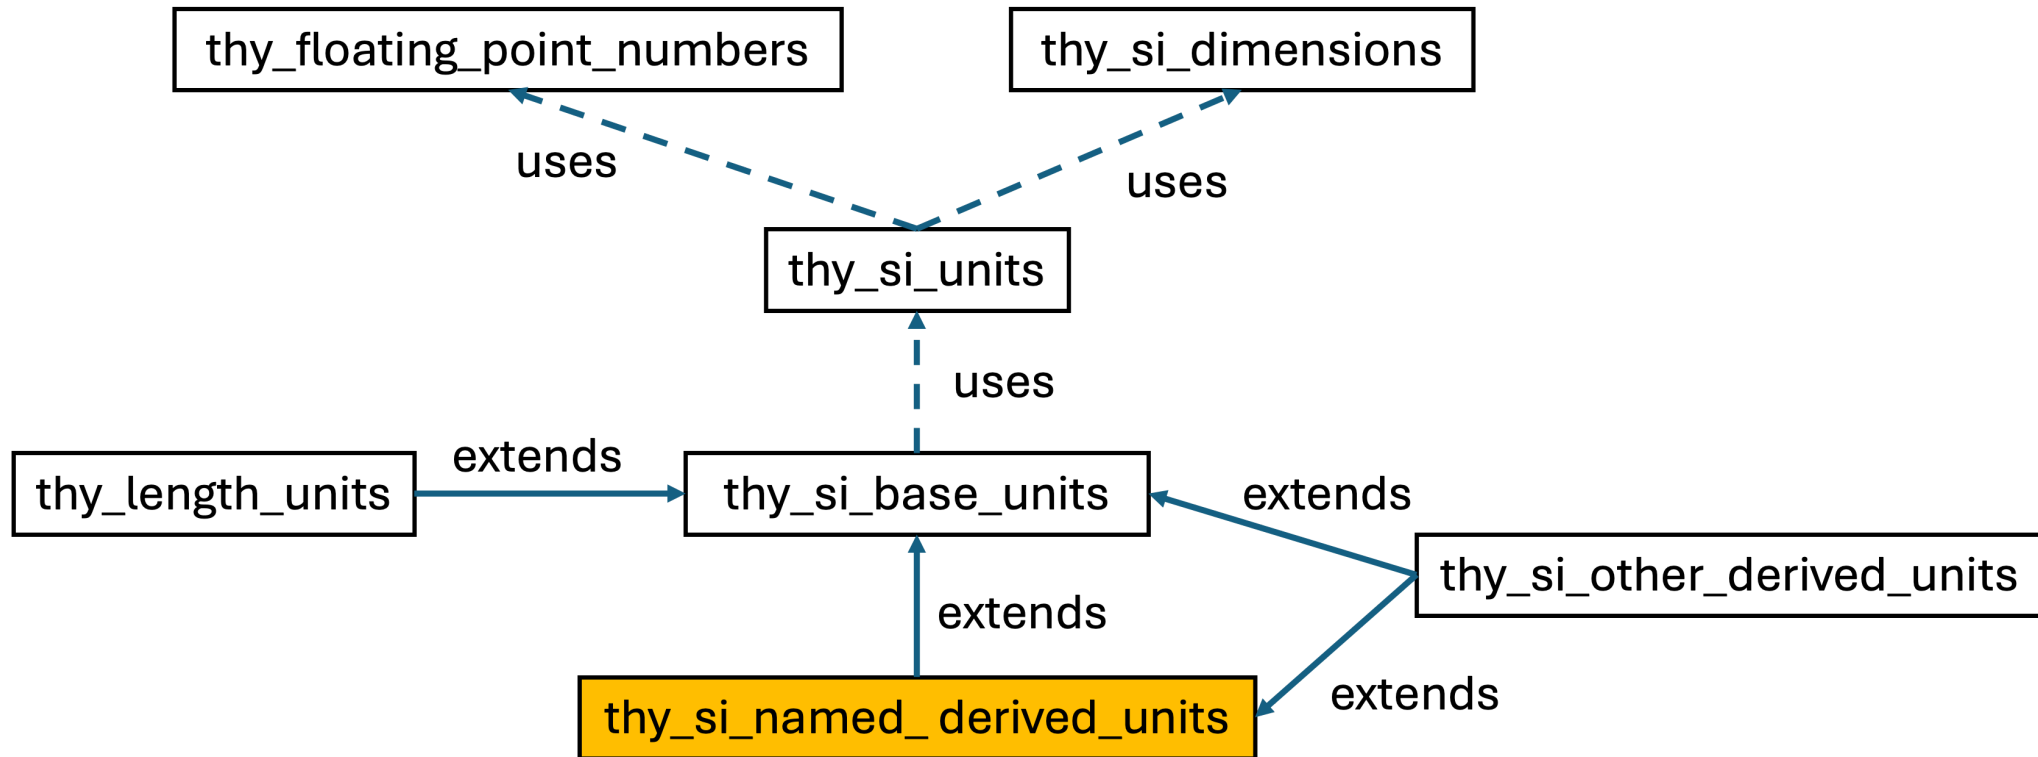 thy_floating_point_numbers
thy_si_dimensions
uses
uses
thy_si_units
uses
thy_length_units
extends
thy_si_base_units
extends
thy_si_other_derived_units
extends
thy_si_named_ derived_units
extends